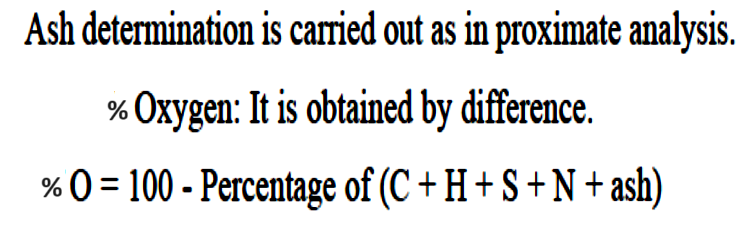 Ash determination is carried out as in proximate analysis.
% Oxygen: It is obtained by difference.
% O = 100 - Percentage of (C + H + S + N + ash)